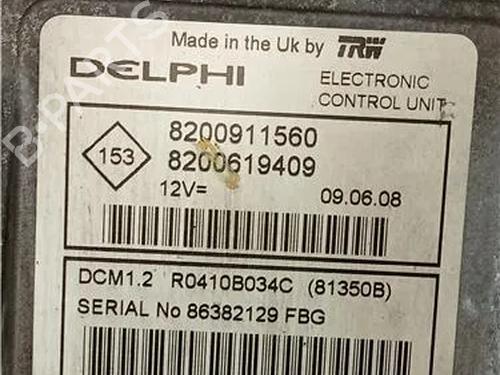 Made in the Uk by TRW
DELPHI
ELECTRONIC
CONTROL UNIT
153
8200911560
8200619409
12V=
09.06.08
DCM1.2 R0410B034C (81350B)
SERIAL No 86382129 FBG
B-PARTS